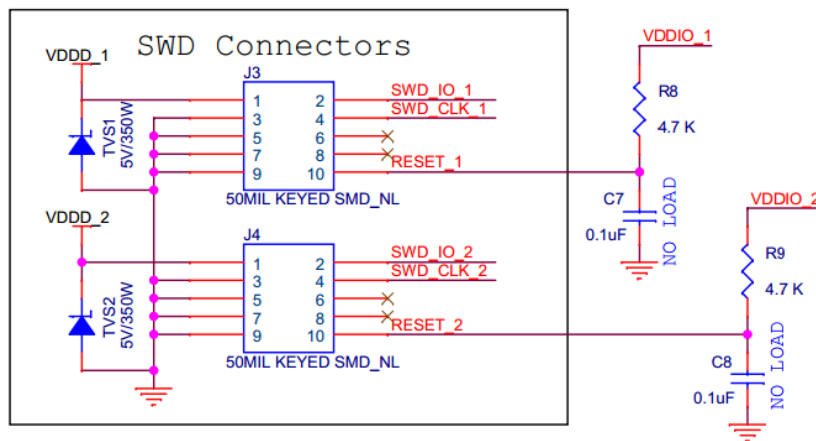 SWD Connectors
VDDD_1
TVS1
5V/350W
J3
1 2
3 4
5 6
7 8
9 10
50MIL KEYED SMD_NL
SWD_IO_1
SWD_CLK_1
RESET_1
VDDIO_1
R8
4.7 K
C7
0.1uF
NO LOAD
VDDD_2
TVS2
5V/350W
J4
1 2
3 4
5 6
7 8
9 10
50MIL KEYED SMD_NL
SWD_IO_2
SWD_CLK_2
RESET_2
VDDIO_2
R9
4.7 K
C8
0.1uF
NO LOAD